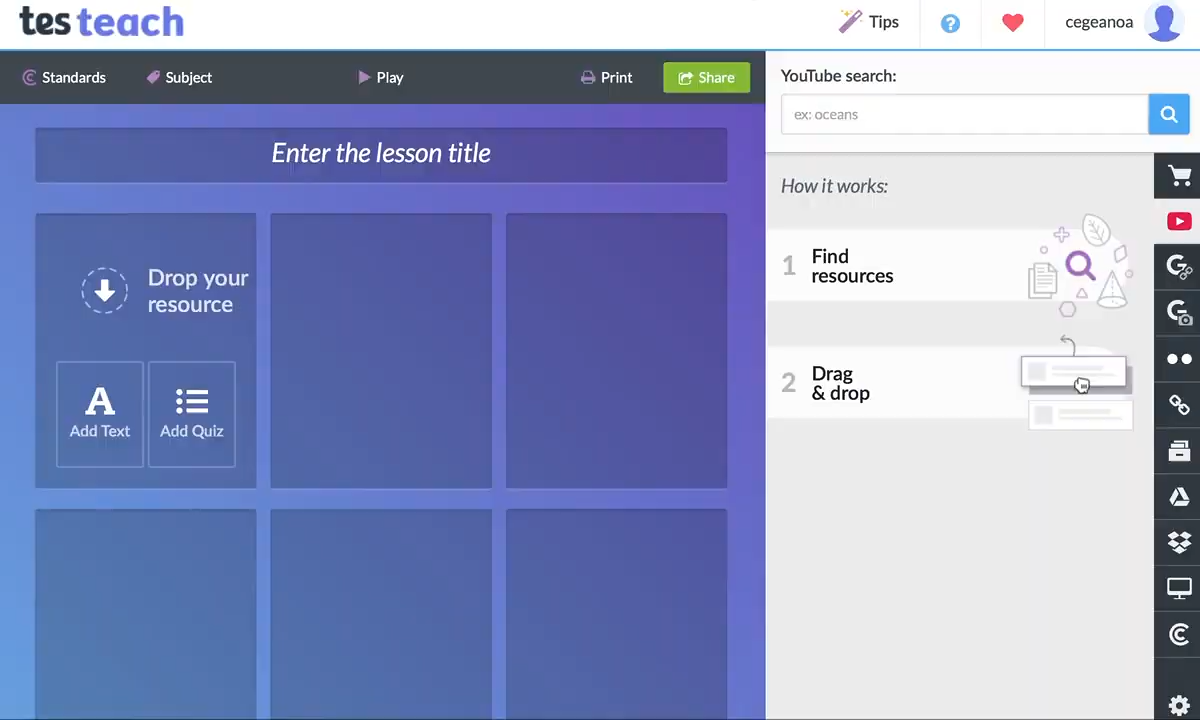 tes teach
Tips
?
cegeanoa
Standards
Subject
Play
Print
Share
YouTube search:
ex: oceans
Enter the lesson title
How it works:
Drop your
resource
A
Add Text
Add Quiz
1
Find
resources
2
Drag
& drop